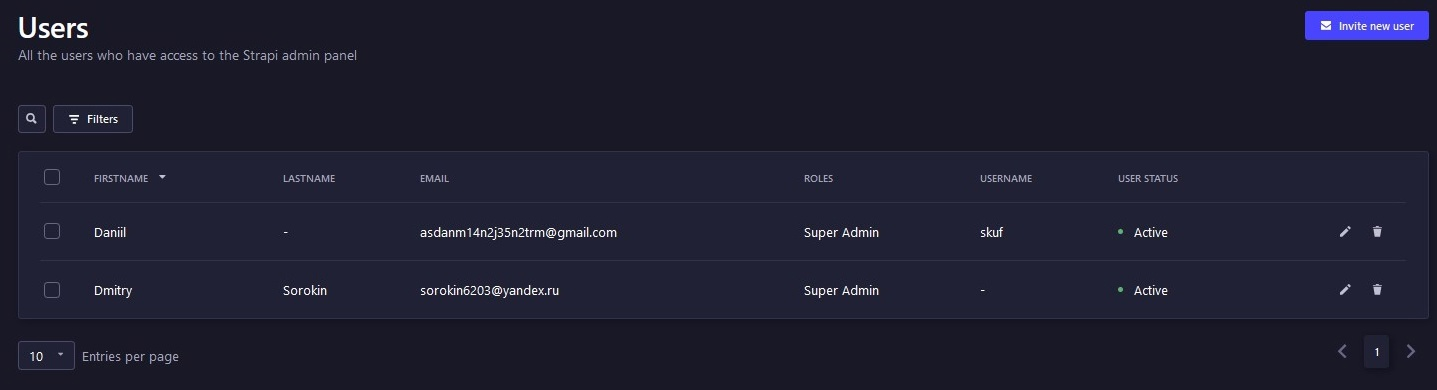 Users
Invite new user
All the users who have access to the Strapi admin panel
Filters
FIRSTNAME LASTNAME EMAIL ROLES USERNAME USER STATUS
Daniil - asdanm14n2j35n2trm@gmail.com Super Admin skuf Active
Dmitry Sorokin sorokin6203@yandex.ru Super Admin - Active
10 Entries per page 1